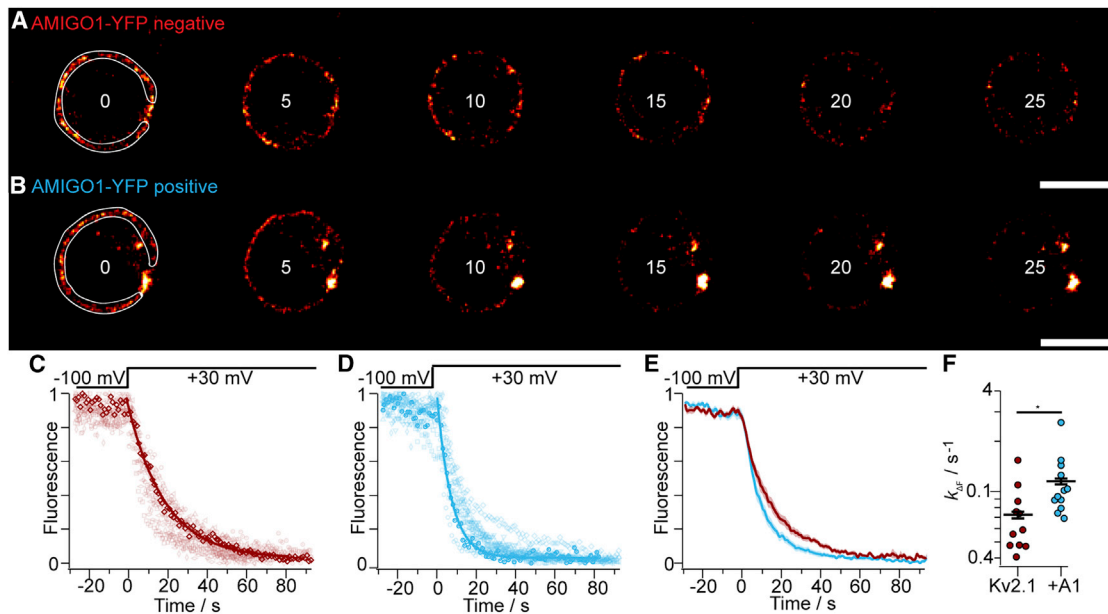 A AMIGO1-YFP negative
0 5 10 15 20 25
B AMIGO1-YFP positive
0 5 10 15 20 25
C D E F
-100 mV +30 mV -100 mV +30 mV -100 mV +30 mV
1 1 1 4
Fluorescence Fluorescence Fluorescence k ΔF / s-1
0.1
0 0 0 0.4
-20 0 20 40 60 80 -20 0 20 40 60 80 -20 0 20 40 60 80 Kv2.1 +A1
Time / s Time / s Time / s
*